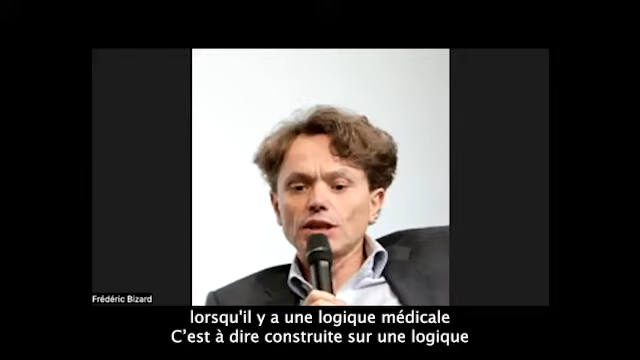 Frédéric Bizard
lorsqu'il y a une logique médicale
C'est à dire construite sur une logique